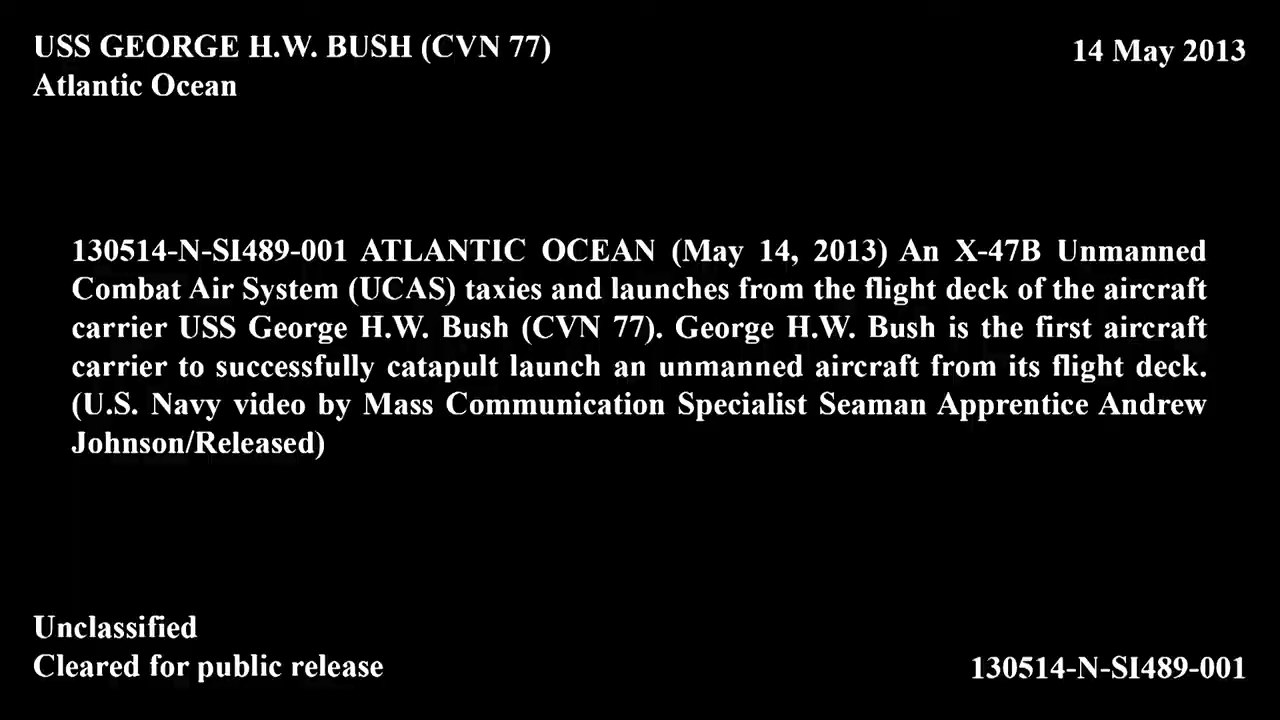 USS GEORGE H.W. BUSH (CVN 77)
Atlantic Ocean
14 May 2013
130514-N-SI489-001 ATLANTIC OCEAN (May 14, 2013) An X-47B Unmanned
Combat Air System (UCAS) taxies and launches from the flight deck of the aircraft
carrier USS George H.W. Bush (CVN 77). George H.W. Bush is the first aircraft
carrier to successfully catapult launch an unmanned aircraft from its flight deck.
(U.S. Navy video by Mass Communication Specialist Seaman Apprentice Andrew
Johnson/Released)
Unclassified
Cleared for public release
130514-N-SI489-001